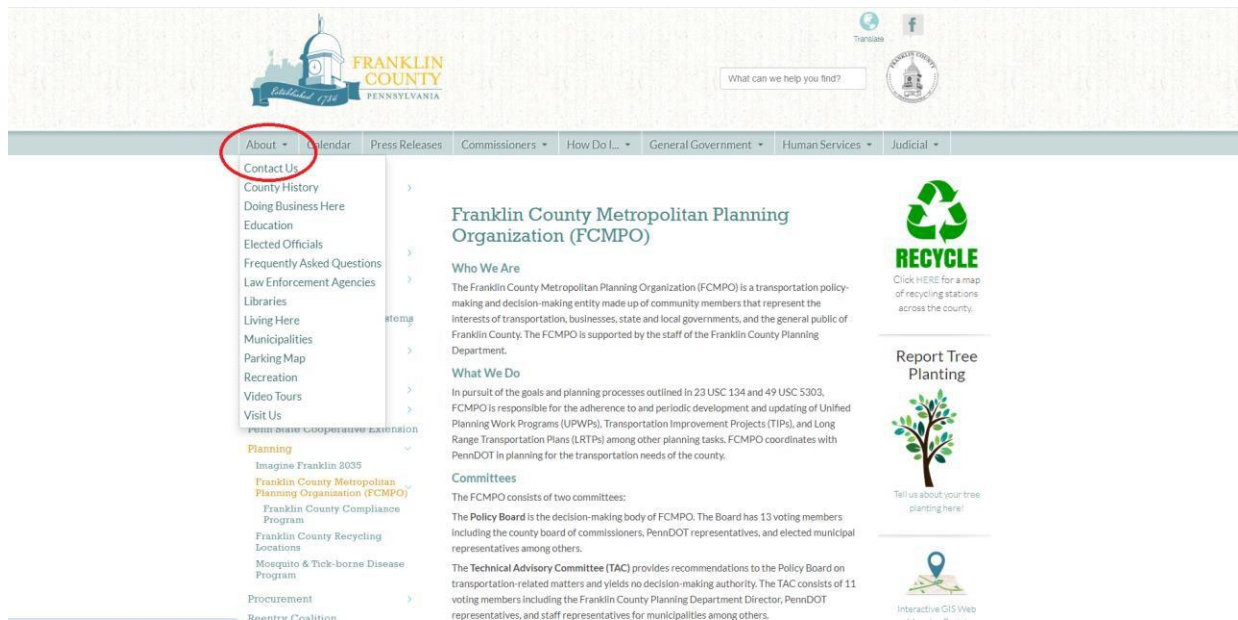 Translate
FRANKLIN
COUNTY
PENNSYLVANIA
Established 1784
What can we help you find?
FRANKLIN COUNTY
About
Calendar
Press Releases
Commissioners
How Do I...
General Government
Human Services
Judicial
Contact Us
County History
Doing Business Here
Education
Elected Officials
Frequently Asked Questions
Law Enforcement Agencies
Libraries
Living Here
Municipalities
Parking Map
Recreation
Video Tours
Visit Us
Penn State Cooperative Extension
Planning
Imagine Franklin 2035
Franklin County Metropolitan
Planning Organization (FCMPO)
Franklin County Compliance
Program
Franklin County Recycling
Locations
Mosquito & Tick-borne Disease
Program
Procurement
Reentry Coalition
Franklin County Metropolitan Planning
Organization (FCMPO)
Who We Are
The Franklin County Metropolitan Planning Organization (FCMPO) is a transportation policy-
making and decision-making entity made up of community members that represent the
interests of transportation, businesses, state and local governments, and the general public of
Franklin County. The FCMPO is supported by the staff of the Franklin County Planning
Department.
What We Do
In pursuit of the goals and planning processes outlined in 23 USC 134 and 49 USC 5303,
FCMPO is responsible for the adherence to and periodic development and updating of Unified
Planning Work Programs (UPWPs), Transportation Improvement Projects (TIPs), and Long
Range Transportation Plans (LRTPs) among other planning tasks. FCMPO coordinates with
PennDOT in planning for the transportation needs of the county.
Committees
The FCMPO consists of two committees:
The Policy Board is the decision-making body of FCMPO. The Board has 13 voting members
including the county board of commissioners, PennDOT representatives, and elected municipal
representatives among others.
The Technical Advisory Committee (TAC) provides recommendations to the Policy Board on
transportation-related matters and yields no decision-making authority. The TAC consists of 11
voting members including the Franklin County Planning Department Director, PennDOT
representatives, and staff representatives for municipalities among others.
RECYCLE
Click HERE for a map
of recycling stations
across the county.
Report Tree
Planting
Tell us about your tree
planting here!
Interactive GIS Web